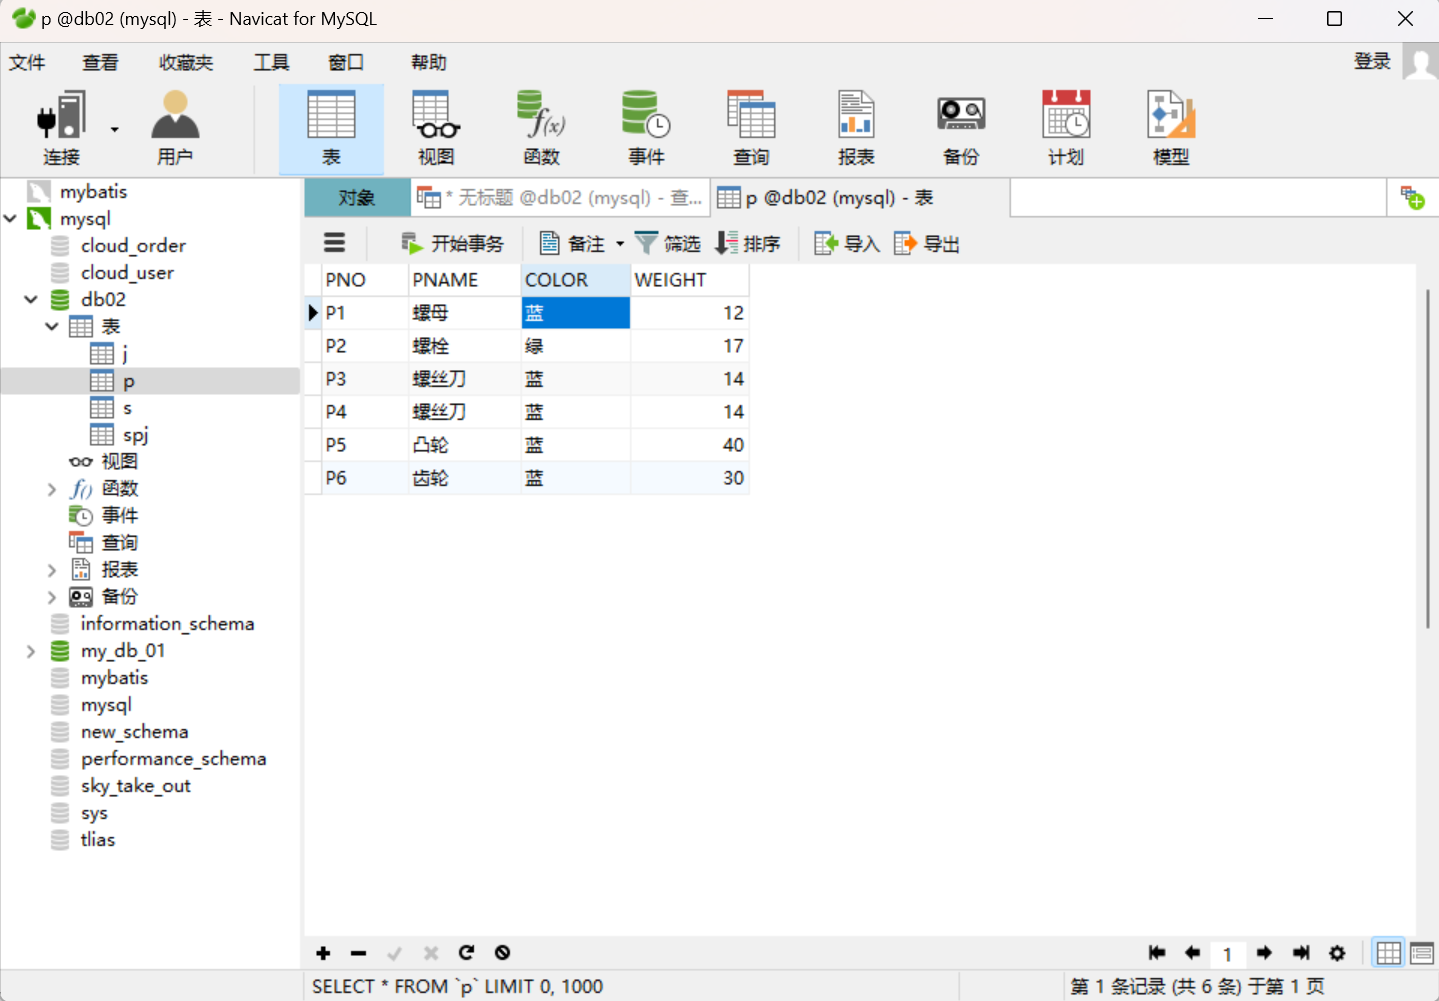 p @db02 (mysql) - 表 - Navicat for MySQL
文件 查看 收藏夹 工具 窗口 帮助 登录
连接 用户 表 视图 函数 事件 查询 报表 备份 计划 模型
对象 * 无标题 @db02 (mysql) - 查... p @db02 (mysql) - 表
开始事务 备注 筛选 排序 导入 导出
mybatis
mysql
cloud_order
cloud_user
db02
表
j
p
s
spj
视图
函数
事件
查询
报表
备份
information_schema
my_db_01
mybatis
mysql
new_schema
performance_schema
sky_take_out
sys
tlias
PNO PNAME COLOR WEIGHT
P1 螺母 蓝 12
P2 螺栓 绿 17
P3 螺丝刀 蓝 14
P4 螺丝刀 蓝 14
P5 凸轮 蓝 40
P6 齿轮 蓝 30
1
SELECT * FROM `p` LIMIT 0, 1000 第 1 条记录 (共 6 条) 于第 1 页